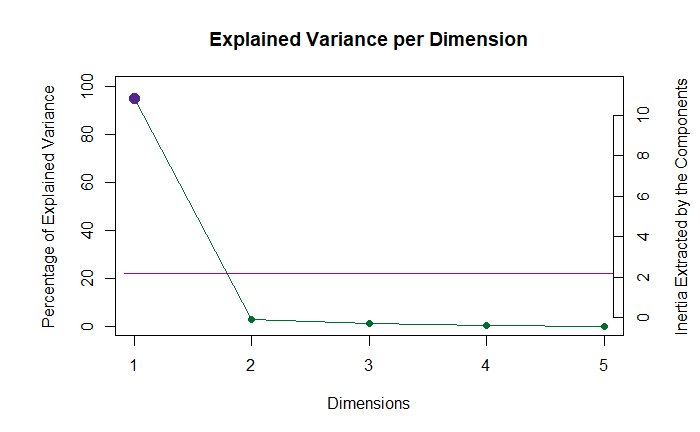 Explained Variance per Dimension
Percentage of Explained Variance
100
80
60
40
20
0
10
8
6
4
2
0
Inertia Extracted by the Components
1 2 3 4 5
Dimensions